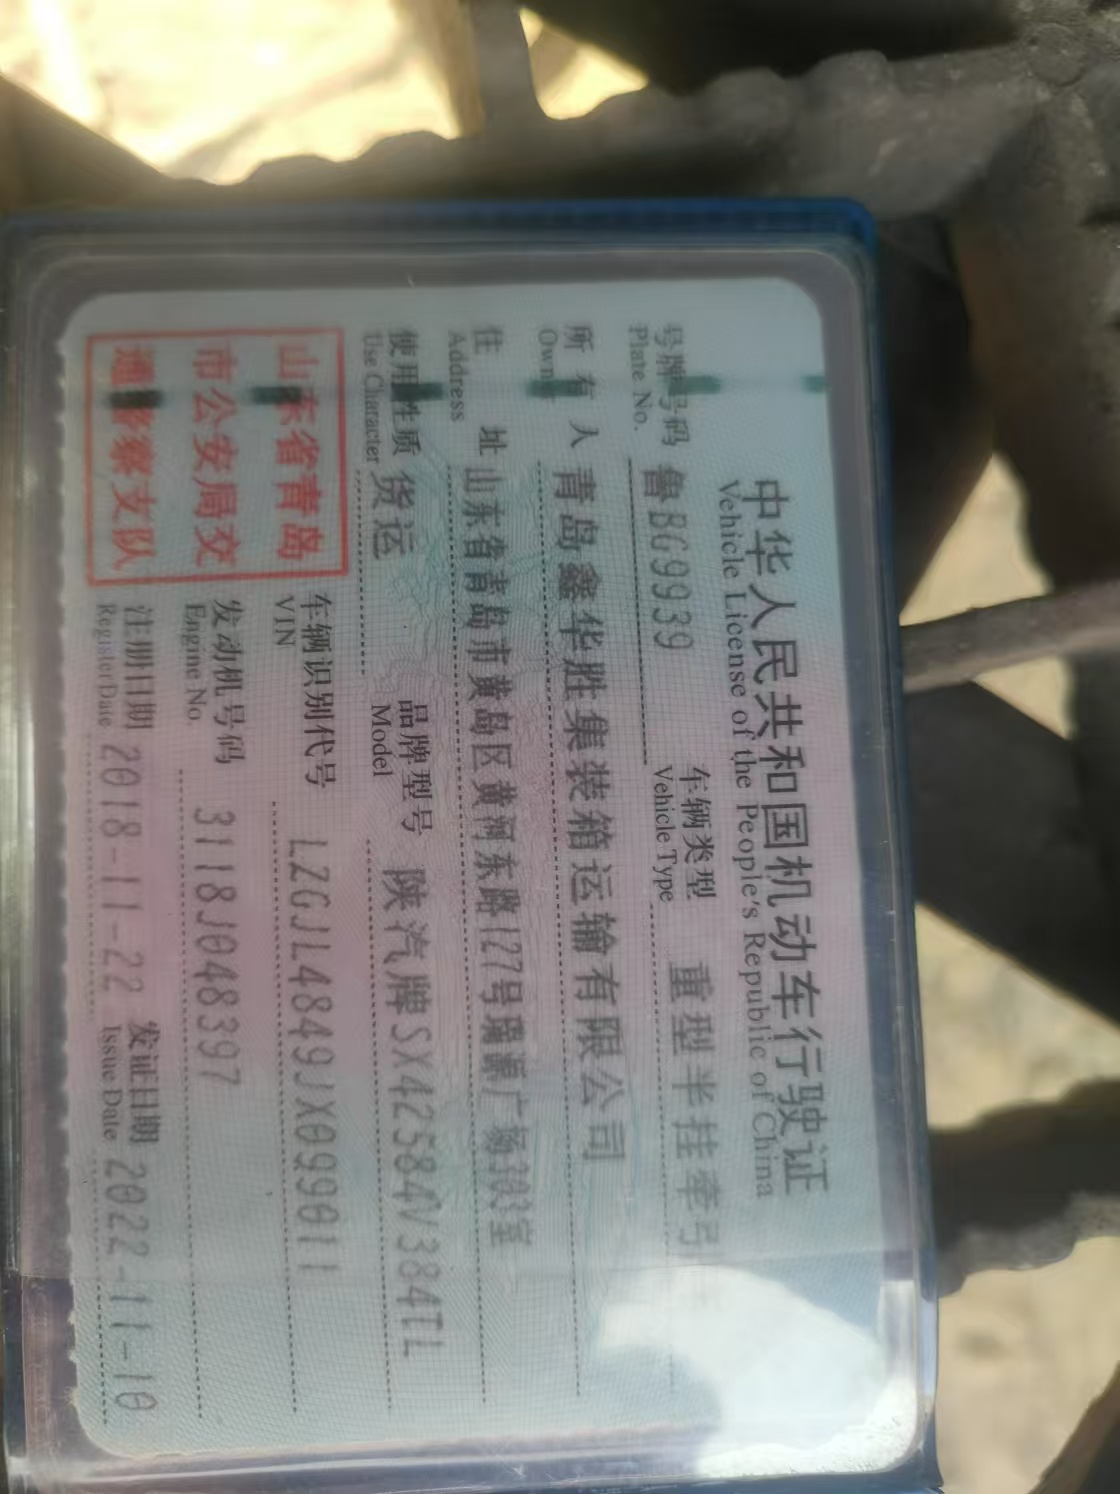 中华人民共和国机动车行驶证
Vehicle License of the People's Republic of China
号牌号码 鲁BG9939 车辆类型 重型半挂牵引
Plate No. Vehicle Type
所有人 青岛鑫华胜集装箱运输有限公司
Owner
住址 山东省青岛市黄岛区黄河东路127号瑞源广场303室
Address
使用性质 货运 品牌型号 陕汽牌SX42584V384TL
Use Character Model
山东省青岛
市公安局交
通警察支队
车辆识别代号 LZGJL4849JX099011
VIN
发动机号码 3118J048397
Engine No.
注册日期 2018-11-22 发证日期 2022-11-10
Register Date Issue Date